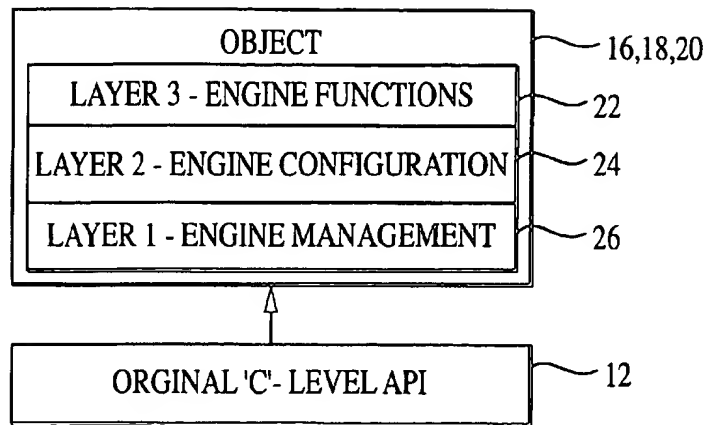 OBJECT
16,18,20
LAYER 3 - ENGINE FUNCTIONS
22
LAYER 2 - ENGINE CONFIGURATION
24
LAYER 1 - ENGINE MANAGEMENT
26
ORGINAL 'C'- LEVEL API
12